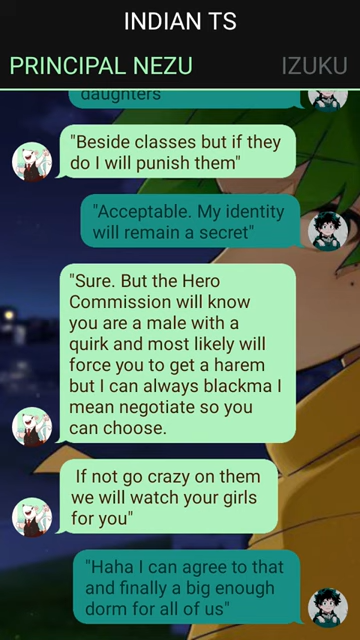 INDIAN TS
PRINCIPAL NEZU IZUKU
daughters
"Beside classes but if they
do I will punish them"
"Acceptable. My identity
will remain a secret"
"Sure. But the Hero
Commission will know
you are a male with a
quirk and most likely will
force you to get a harem
but I can always blackma I
mean negotiate so you
can choose.
If not go crazy on them
we will watch your girls
for you"
"Haha I can agree to that
and finally a big enough
dorm for all of us"